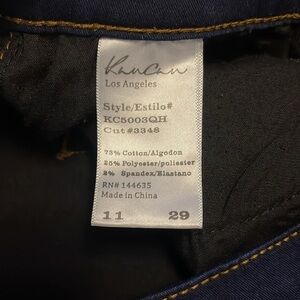 KanCan
Los Angeles
Style/Estilo#
KC5003QH
Cut#3348
73% Cotton/Algodon
25% Polyester/poliester
2% Spandex/Elastano
RN# 144635
Made in China
11 29